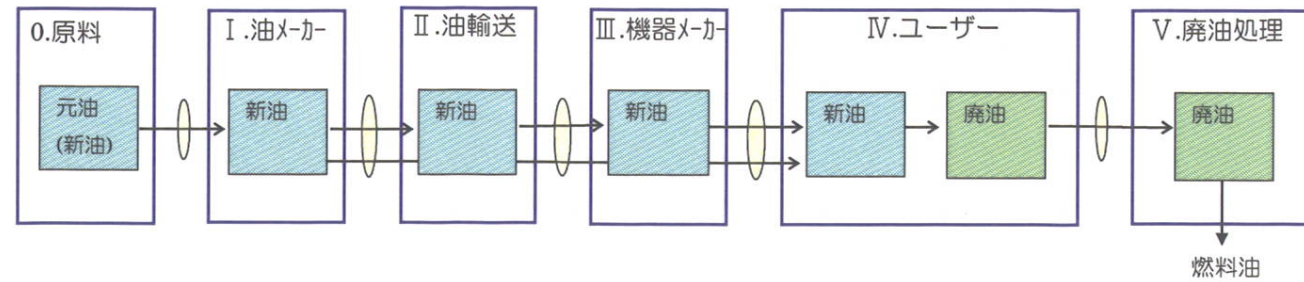 0.原料
元油
(新油)
Ⅰ.油メーカー
新油
Ⅱ.油輸送
新油
Ⅲ.機器メーカー
新油
Ⅳ.ユーザー
新油
廃油
Ⅴ.廃油処理
廃油
燃料油